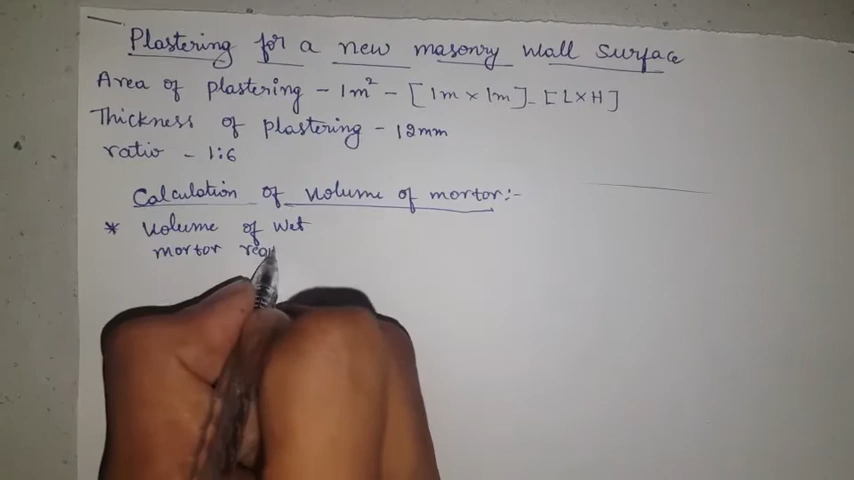 Plastering for a new masonry wall surface
Area of plastering - 1m² - [1m × 1m] - [L×H]
Thickness of plastering - 12mm
ratio - 1:6
Calculation of volume of mortor:-
* Volume of wet
mortor